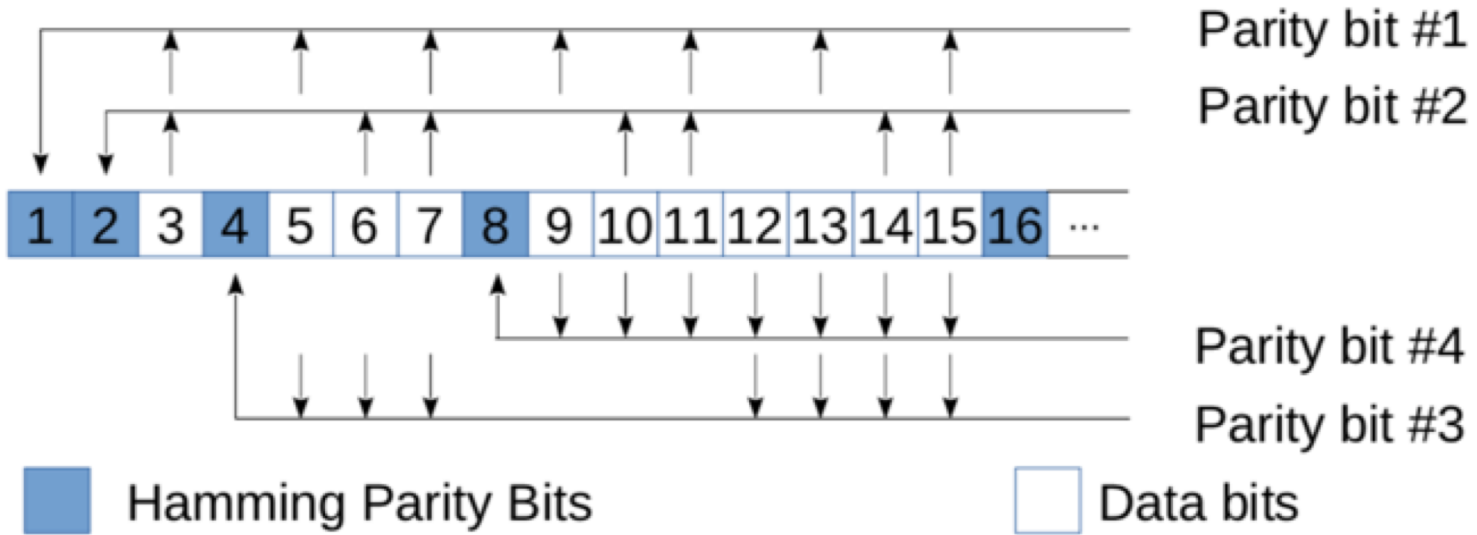 Parity bit #1
Parity bit #2
1 2 3 4 5 6 7 8 9 10 11 12 13 14 15 16 ...
Parity bit #4
Parity bit #3
Hamming Parity Bits
Data bits